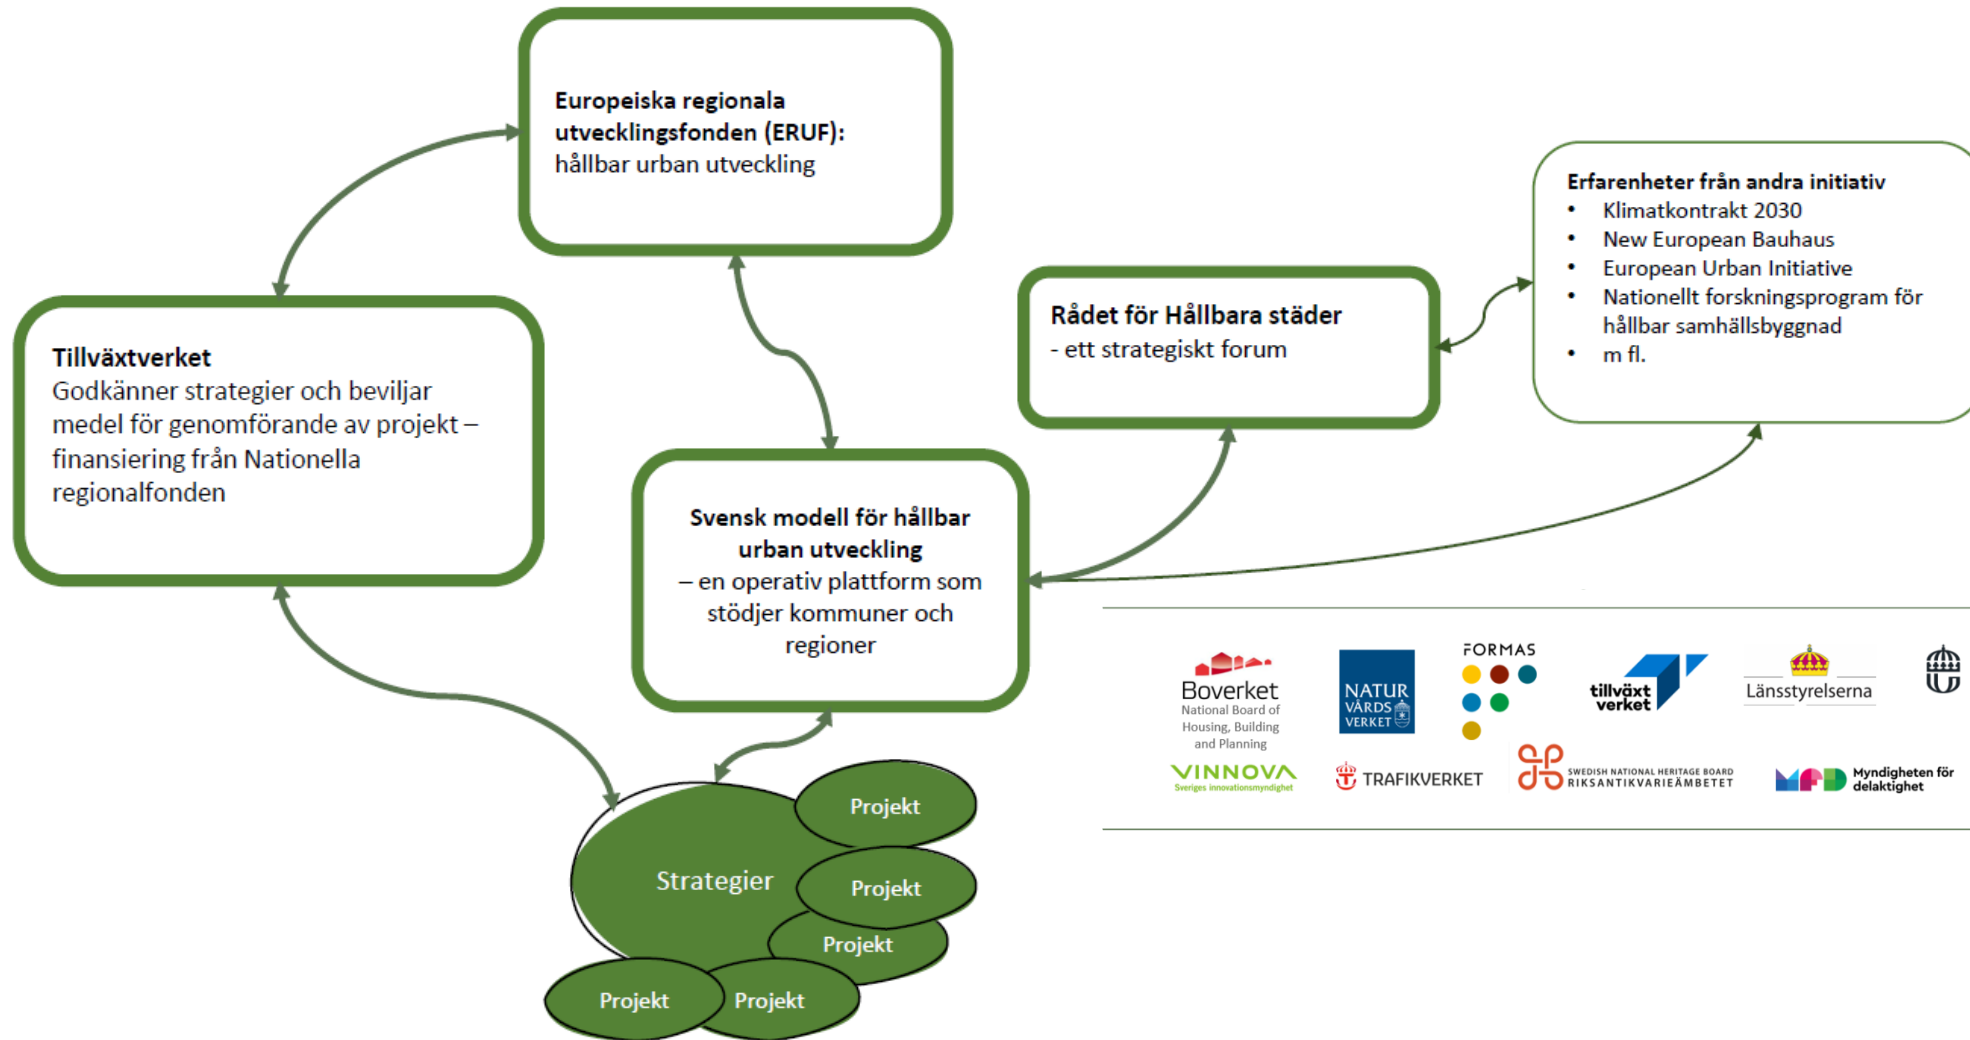 Europeiska regionala
utvecklingsfonden (ERUF):
hållbar urban utveckling
Tillväxtverket
Godkänner strategier och beviljar
medel för genomförande av projekt –
finansiering från Nationella
regionalfonden
Svensk modell för hållbar
urban utveckling
– en operativ plattform som
stödjer kommuner och
regioner
Rådet för Hållbara städer
- ett strategiskt forum
Erfarenheter från andra initiativ
• Klimatkontrakt 2030
• New European Bauhaus
• European Urban Initiative
• Nationellt forskningsprogram för
hållbar samhällsbyggnad
• m fl.
Strategier
Projekt
Projekt
Projekt
Projekt
Projekt
Boverket
National Board of
Housing, Building
and Planning
NATUR
VÅRDS
VERKET
FORMAS
tillväxt
verket
Länsstyrelserna
VINNOVA
Sveriges innovationsmyndighet
TRAFIKVERKET
SWEDISH NATIONAL HERITAGE BOARD
RIKSANTIKVARIEÄMBETET
MFD
Myndigheten för
delaktighet